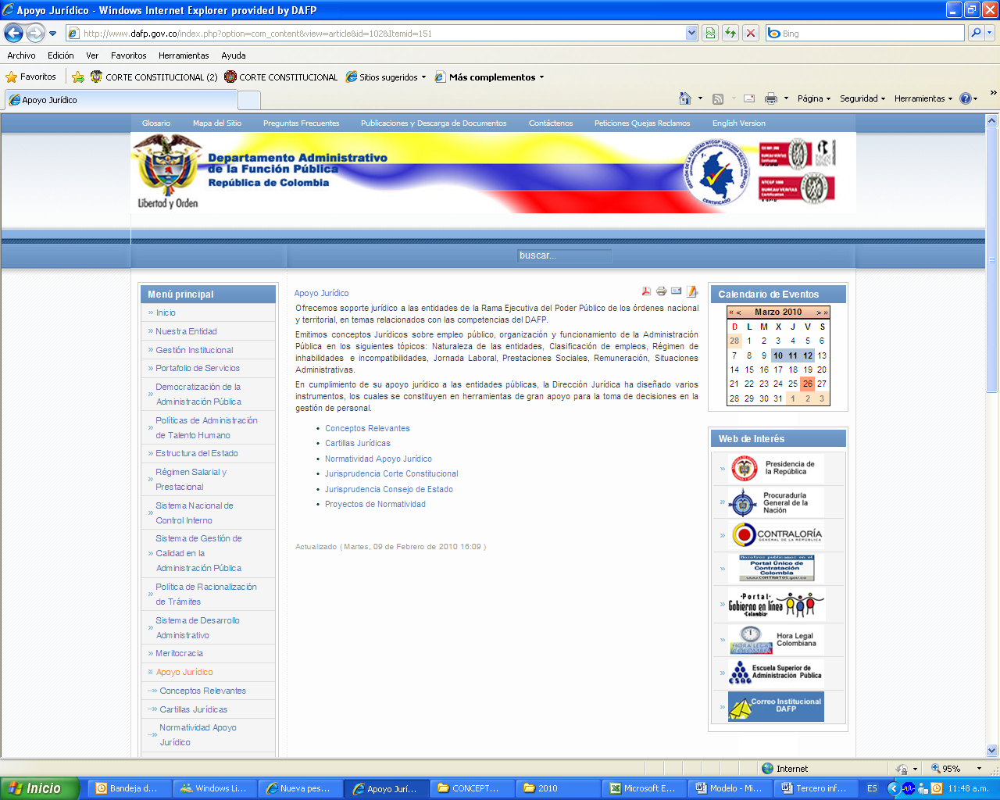 Apoyo Jurídico - Windows Internet Explorer provided by DAFP
http://www.dafp.gov.co/index.php?option=com_content&view=article&id=102&Itemid=151
Bing
Archivo Edición Ver Favoritos Herramientas Ayuda
Favoritos CORTE CONSTITUCIONAL (2) CORTE CONSTITUCIONAL Sitios sugeridos Más complementos
Apoyo Jurídico
Página Seguridad Herramientas
Glosario Mapa del Sitio Preguntas Frecuentes Publicaciones y Descarga de Documentos Contáctenos Peticiones Quejas Reclamos English Version
Departamento Administrativo
de la Función Pública
República de Colombia
Libertad y Orden
buscar...
Menú principal
» Inicio
» Nuestra Entidad
» Gestión Institucional
» Portafolio de Servicios
» Democratización de la
Administración Pública
» Políticas de Administración
de Talento Humano
» Estructura del Estado
» Régimen Salarial y
Prestacional
» Sistema Nacional de
Control Interno
» Sistema de Gestión de
Calidad en la
Administración Pública
» Política de Racionalización
de Trámites
» Sistema de Desarrollo
Administrativo
» Meritocracia
Apoyo Jurídico
Conceptos Relevantes
Cartillas Jurídicas
Normatividad Apoyo
Jurídico
Apoyo Jurídico
Ofrecemos soporte jurídico a las entidades de la Rama Ejecutiva del Poder Público de los órdenes nacional
y territorial, en temas relacionados con las competencias del DAFP.
Emitimos conceptos Jurídicos sobre empleo público, organización y funcionamiento de la Administración
Pública en los siguientes tópicos: Naturaleza de las entidades, Clasificación de empleos, Régimen de
inhabilidades e incompatibilidades, Jornada Laboral, Prestaciones Sociales, Remuneración, Situaciones
Administrativas.
En cumplimiento de su apoyo jurídico a las entidades públicas, la Dirección Jurídica ha diseñado varios
instrumentos, los cuales se constituyen en herramientas de gran apoyo para la toma de decisiones en la
gestión de personal.
• Conceptos Relevantes
• Cartillas Jurídicas
• Normatividad Apoyo Jurídico
• Jurisprudencia Corte Constitucional
• Jurisprudencia Consejo de Estado
• Proyectos de Normatividad
Actualizado ( Martes, 09 de Febrero de 2010 16:09 )
Calendario de Eventos
« < Marzo 2010 > »
D L M X J V S
28 1 2 3 4 5 6
7 8 9 10 11 12 13
14 15 16 17 18 19 20
21 22 23 24 25 26 27
28 29 30 31 1 2 3
Web de Interés
Presidencia de
la República
Procuraduría
General de la
Nación
CONTRALORÍA
GENERAL DE LA REPÚBLICA
Portal Único de
Contratación
Colombia
www.CONTRATOS.gov.co
Portal
Gobierno en línea
Colombia
Hora Legal
Colombiana
HORA LEGAL
COLOMBIA
Escuela Superior de
Administración Pública
Correo Institucional
DAFP
Internet 95%
Inicio Bandeja d... Windows Li... Nueva pes... Apoyo Jurí... CONCEPT... 2010 Microsoft E... Modelo - Mi... Tercero inf... ES 11:48 a.m.